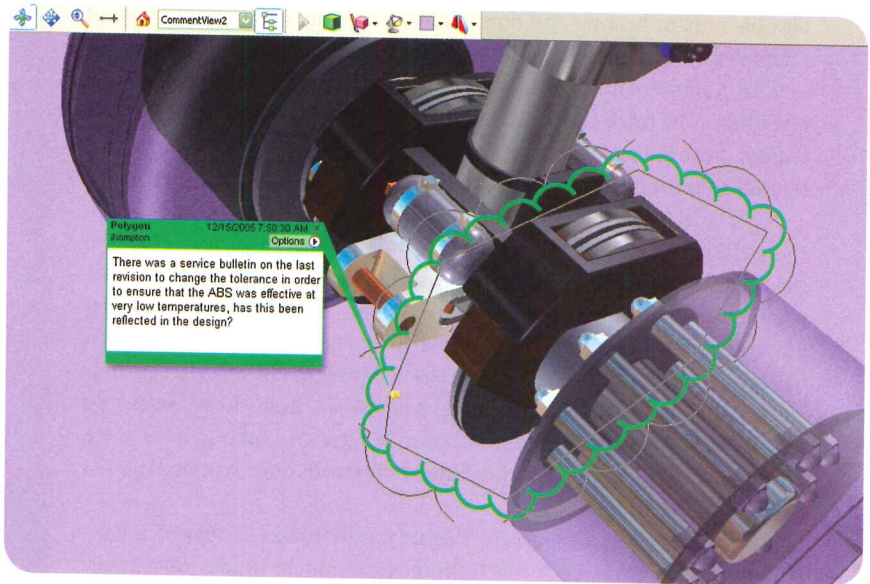 CommentView2
Polygon 12/15/2005 7:50:30 AM ×
lhampton
Options
There was a service bulletin on the last
revision to change the tolerance in order
to ensure that the ABS was effective at
very low temperatures, has this been
reflected in the design?